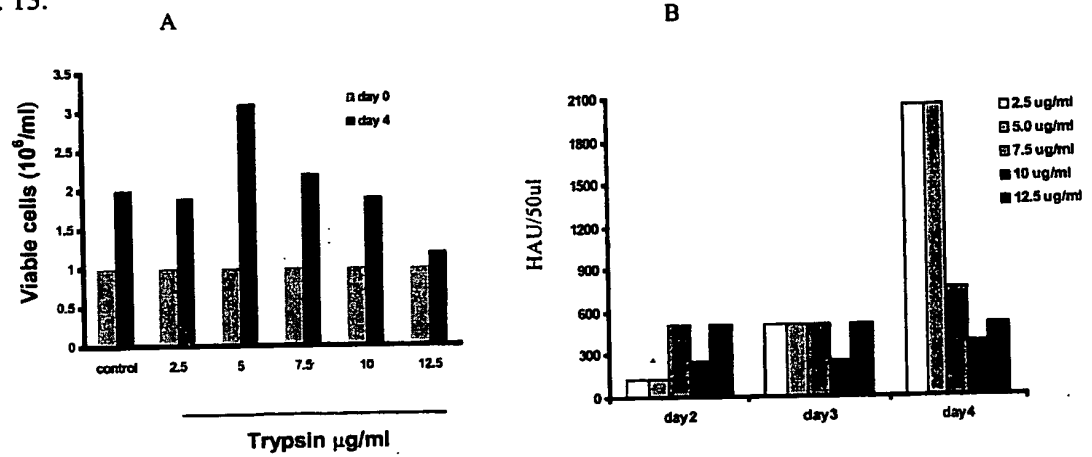 15.
A
Viable cells (10⁶/ml)
3.5
3
2.5
2
1.5
1
0.5
0
day 0
day 4
control 2.5 5 7.5 10 12.5
Trypsin µg/ml
B
HAU/50ul
2100
1800
1500
1200
900
600
300
0
2.5 ug/ml
5.0 ug/ml
7.5 ug/ml
10 ug/ml
12.5 ug/ml
day2 day3 day4